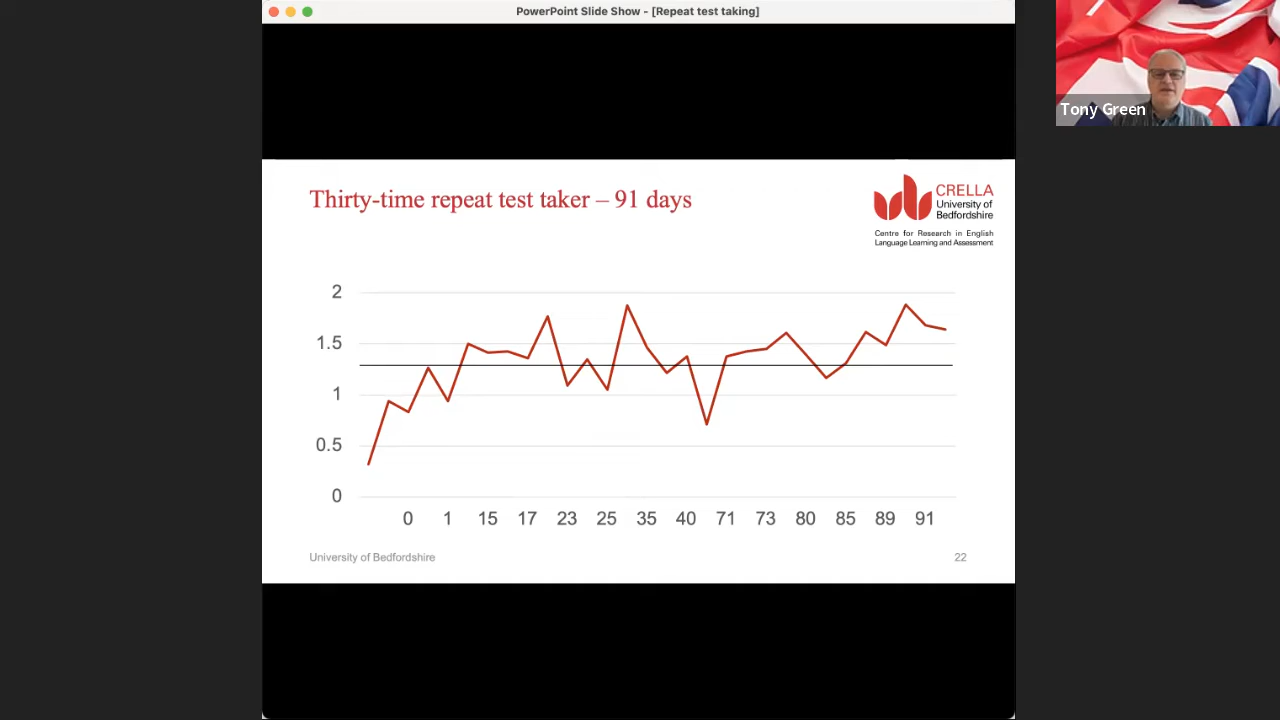 PowerPoint Slide Show - [Repeat test taking]
Tony Green
Thirty-time repeat test taker – 91 days
CRELLA
University of
Bedfordshire
Centre for Research in English
Language Learning and Assessment
2
1.5
1
0.5
0
0 1 15 17 23 25 35 40 71 73 80 85 89 91
University of Bedfordshire
22